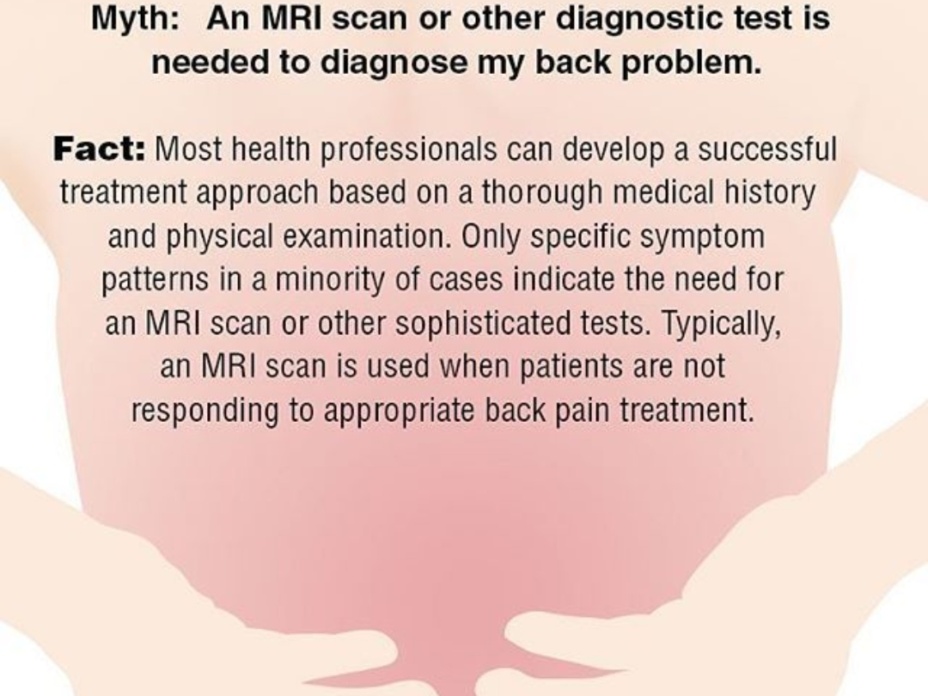 Myth: An MRI scan or other diagnostic test is
needed to diagnose my back problem.
Fact: Most health professionals can develop a successful
treatment approach based on a thorough medical history
and physical examination. Only specific symptom
patterns in a minority of cases indicate the need for
an MRI scan or other sophisticated tests. Typically,
an MRI scan is used when patients are not
responding to appropriate back pain treatment.